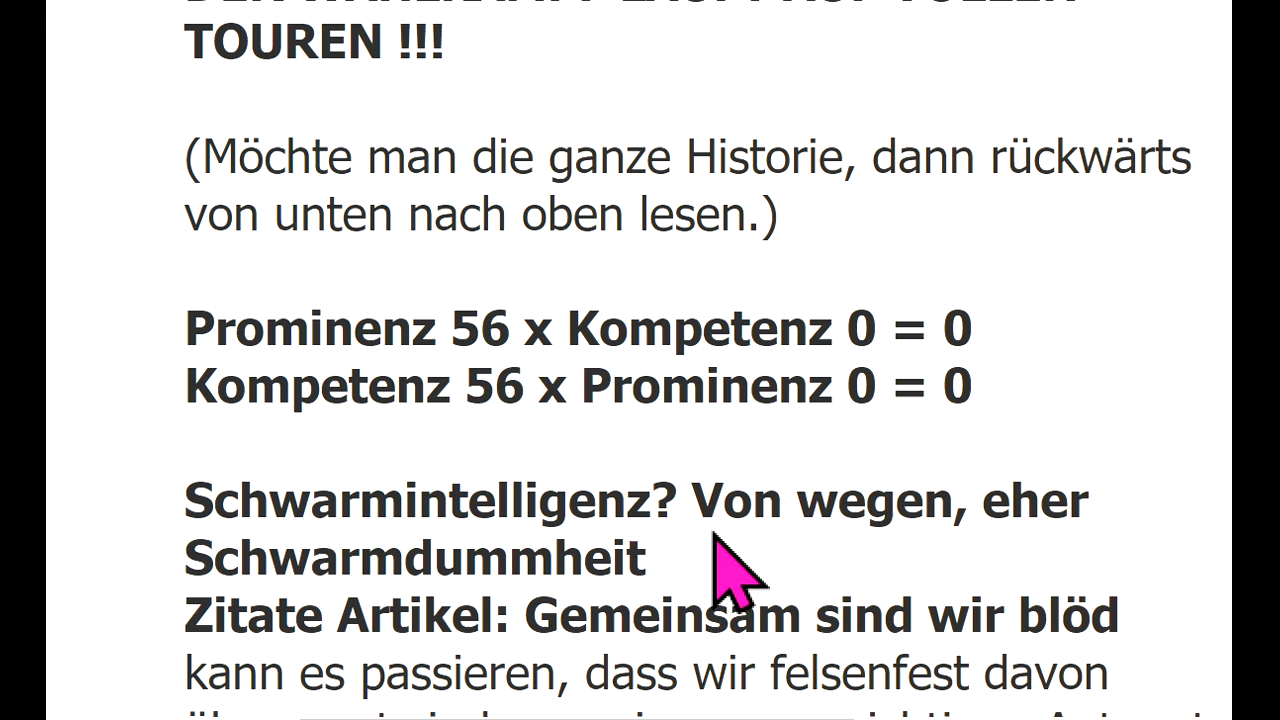 TOUREN !!!
(Möchte man die ganze Historie, dann rückwärts
von unten nach oben lesen.)
Prominenz 56 x Kompetenz 0 = 0
Kompetenz 56 x Prominenz 0 = 0
Schwarmintelligenz? Von wegen, eher
Schwarmdummheit
Zitate Artikel: Gemeinsam sind wir blöd
kann es passieren, dass wir felsenfest davon